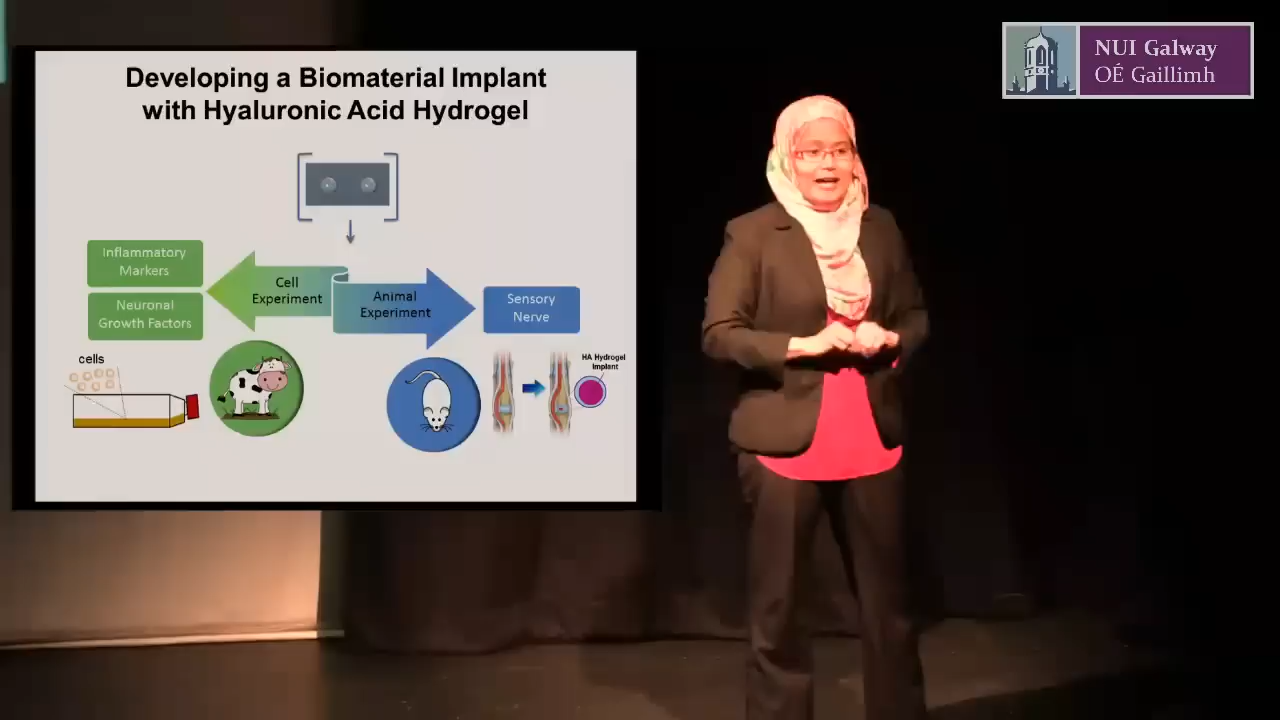 Developing a Biomaterial Implant
with Hyaluronic Acid Hydrogel
Inflammatory
Markers
Neuronal
Growth Factors
Cell
Experiment
Animal
Experiment
Sensory
Nerve
cells
HA Hydrogel
Implant
NUI Galway
OÉ Gaillimh